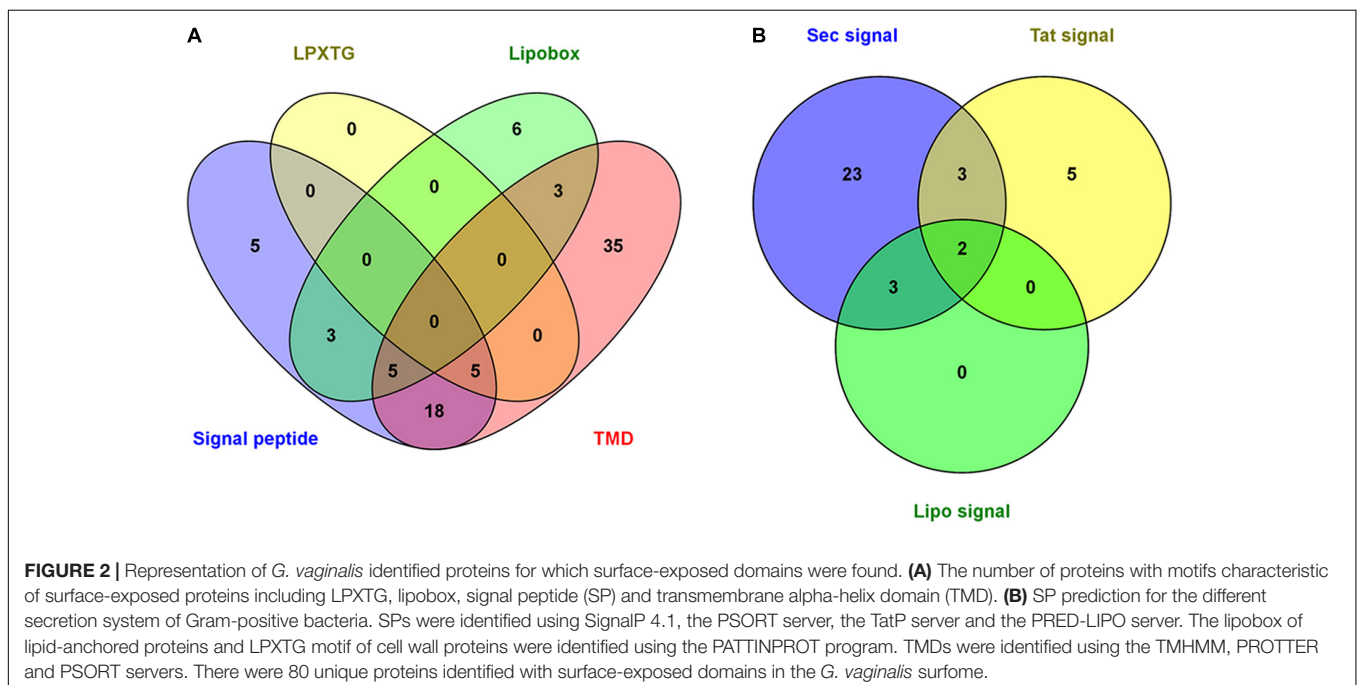 A
LPXTG
Lipobox
0
6
0
0
3
5
0
0
35
3
0
0
5
5
18
Signal peptide
TMD
B
Sec signal
Tat signal
23
3
5
2
3
0
0
Lipo signal
FIGURE 2 | Representation of G. vaginalis identified proteins for which surface-exposed domains were found. (A) The number of proteins with motifs characteristic
of surface-exposed proteins including LPXTG, lipobox, signal peptide (SP) and transmembrane alpha-helix domain (TMD). (B) SP prediction for the different
secretion system of Gram-positive bacteria. SPs were identified using SignalP 4.1, the PSORT server, the TatP server and the PRED-LIPO server. The lipobox of
lipid-anchored proteins and LPXTG motif of cell wall proteins were identified using the PATTINPROT program. TMDs were identified using the TMHMM, PROTTER
and PSORT servers. There were 80 unique proteins identified with surface-exposed domains in the G. vaginalis surfome.